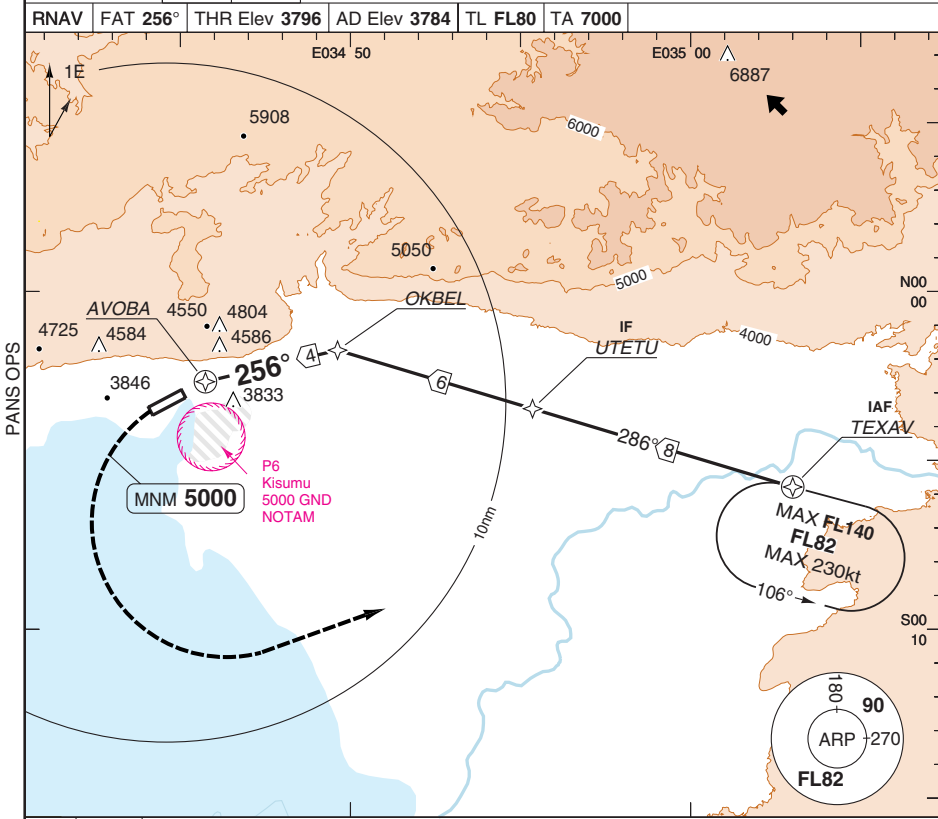 RNAV FAT 256° THR Elev 3796 AD Elev 3784 TL FL80 TA 7000
E034 50
E035 00
1E
6887
5908
6000
5050
5000
N00
00
AVOBA
4550
4804
OKBEL
4725
4584
4586
IF
4000
UTETU
PANS OPS
256°
4
3846
3833
6
IAF
TEXAV
286°
8
P6
Kisumu
5000 GND
NOTAM
MNM 5000
10nm
MAX FL140
FL82
MAX 230kt
106°
S00
10
180
90
ARP
270
FL82